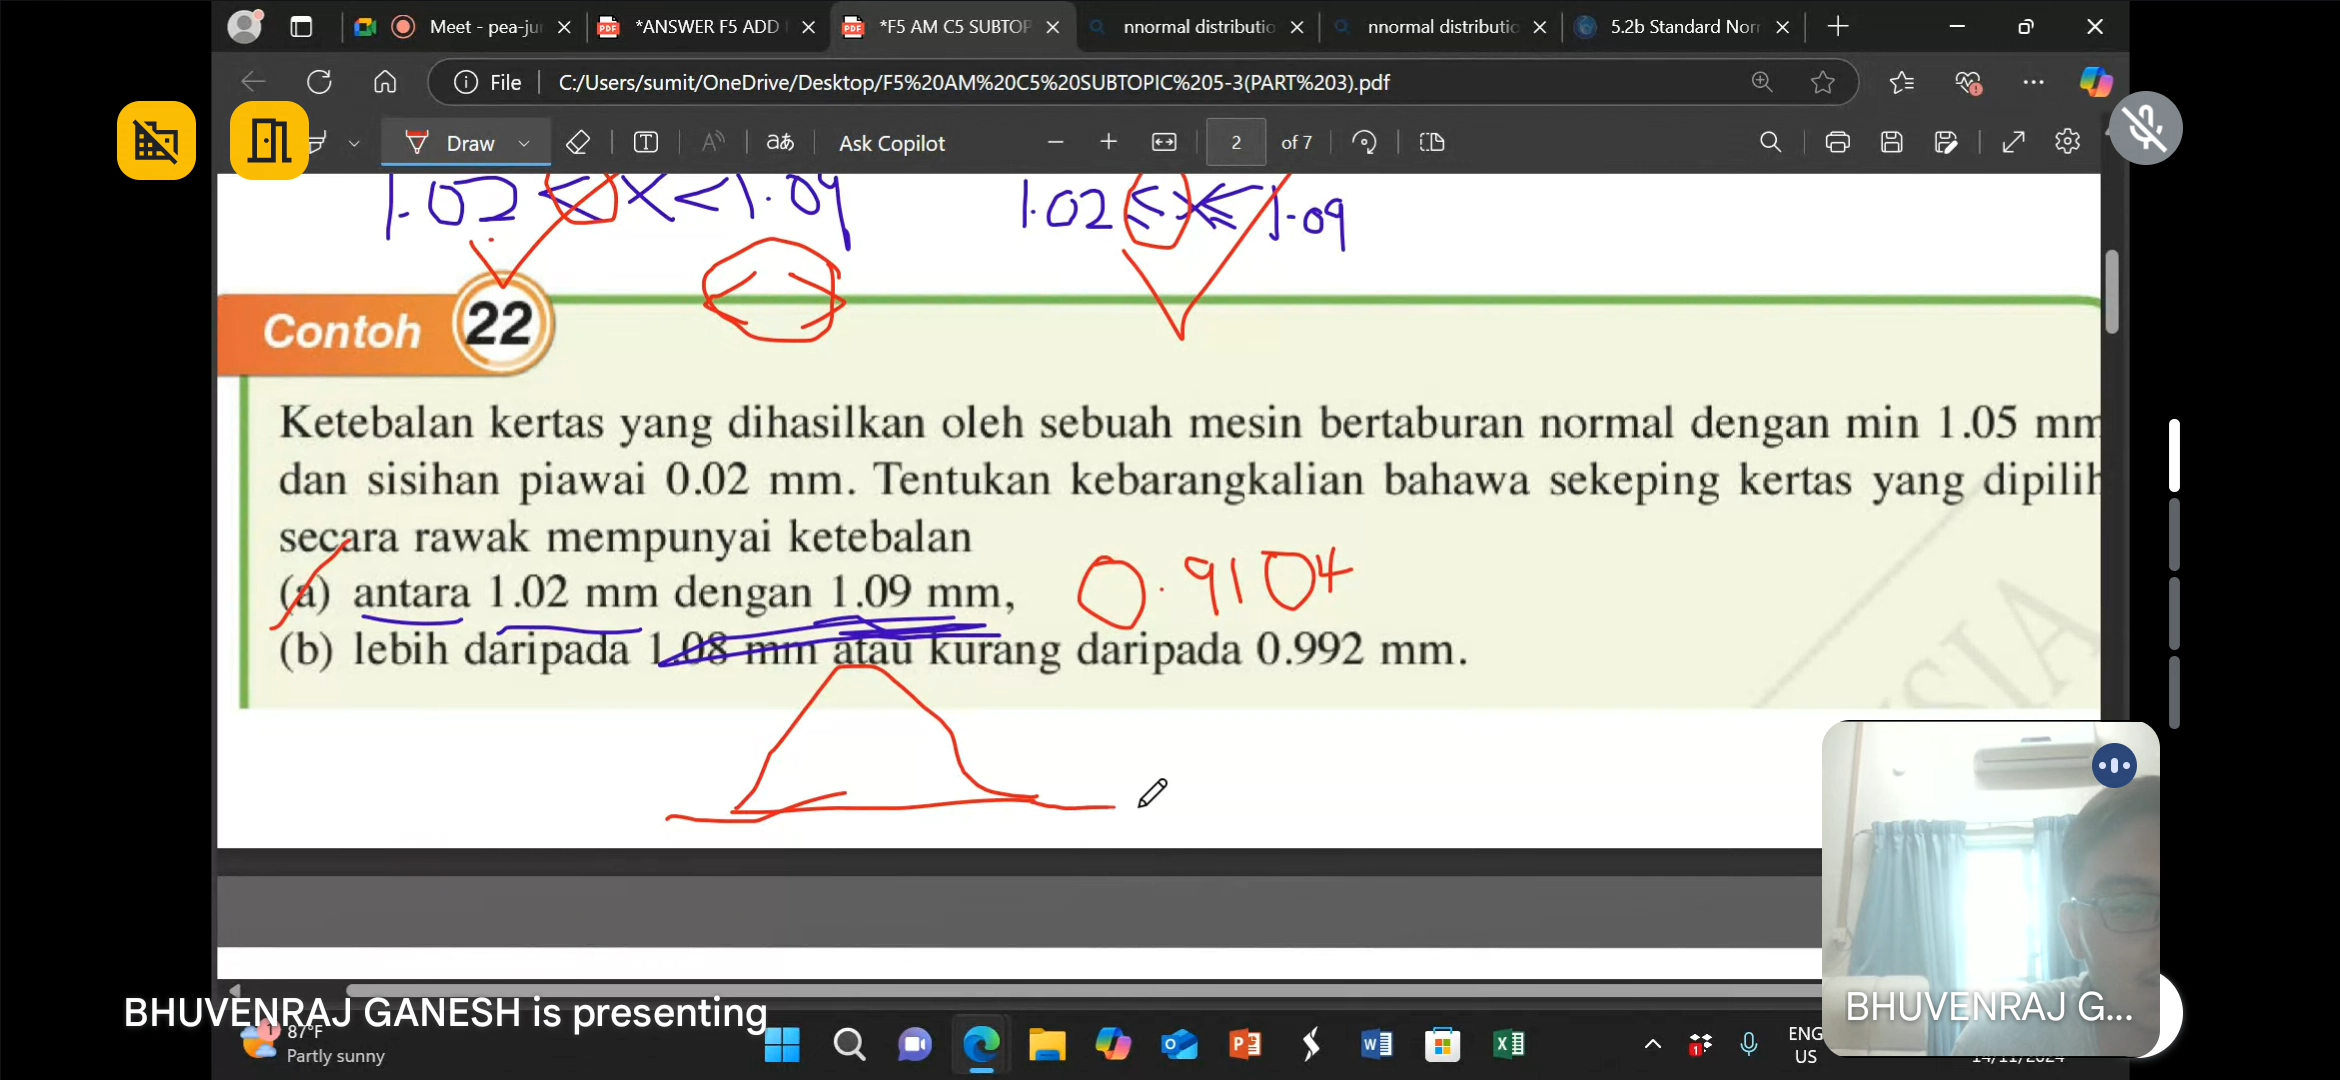 Meet - pea-ju
*ANSWER F5 ADD
*F5 AM C5 SUBTOP
nnormal distributio
nnormal distributic
5.2b Standard Norr
File
C:/Users/sumit/OneDrive/Desktop/F5%20AM%20C5%20SUBTOPIC%205-3(PART%203).pdf
Draw
Ask Copilot
2
of 7
1.02 < X < 1.09
1.02 ≤ X ≤ 1.09
Contoh 22
Ketebalan kertas yang dihasilkan oleh sebuah mesin bertaburan normal dengan min 1.05 mm
dan sisihan piawai 0.02 mm. Tentukan kebarangkalian bahawa sekeping kertas yang dipilih
secara rawak mempunyai ketebalan
(a) antara 1.02 mm dengan 1.09 mm,
0.9104
(b) lebih daripada 1.08 mm atau kurang daripada 0.992 mm.
BHUVENRAJ GANESH is presenting
BHUVENRAJ G...
87°F
Partly sunny
ENG
US